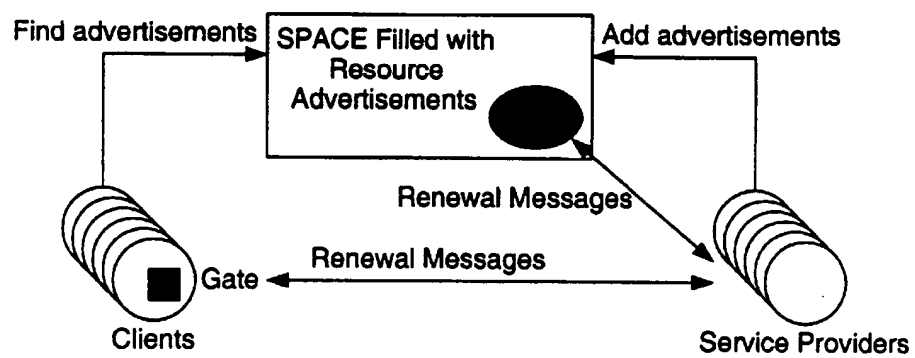 Find advertisements
SPACE Filled with
Resource
Advertisements
Add advertisements
Renewal Messages
Renewal Messages
Gate
Clients
Service Providers